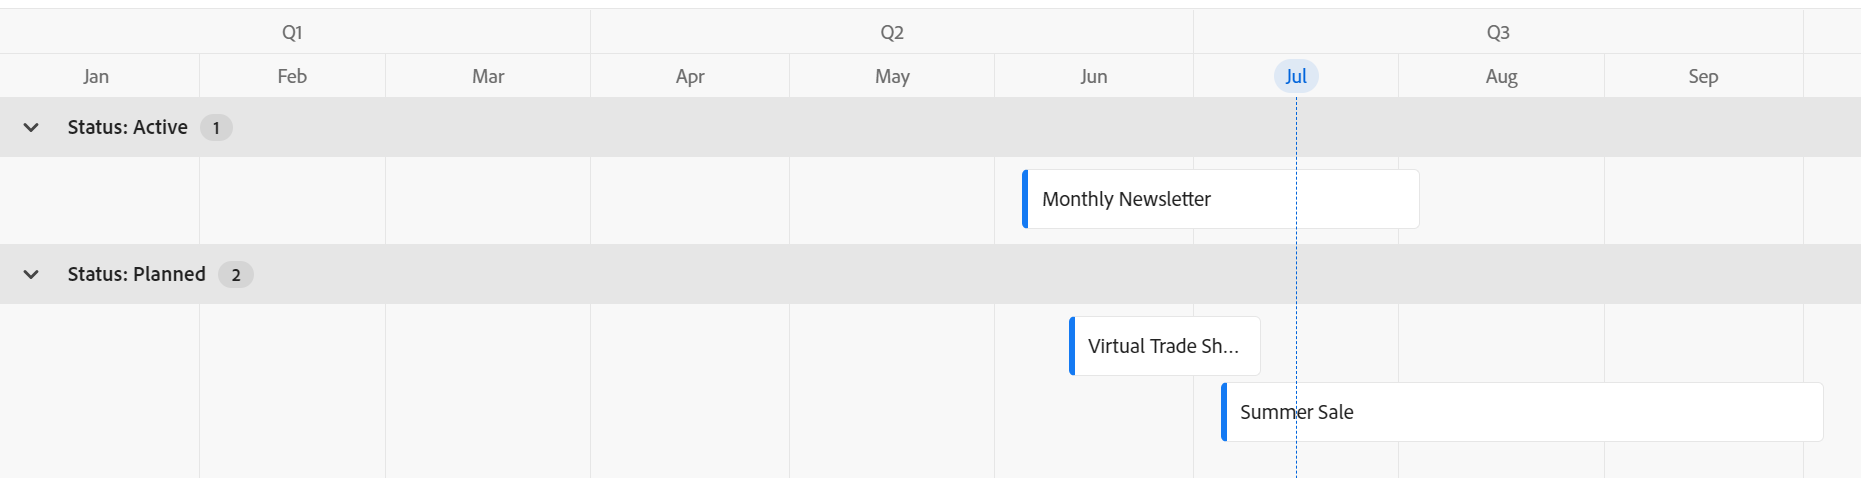 Q1 Q2 Q3
Jan Feb Mar Apr May Jun Jul Aug Sep
Status: Active 1
Monthly Newsletter
Status: Planned 2
Virtual Trade Sh...
Summer Sale